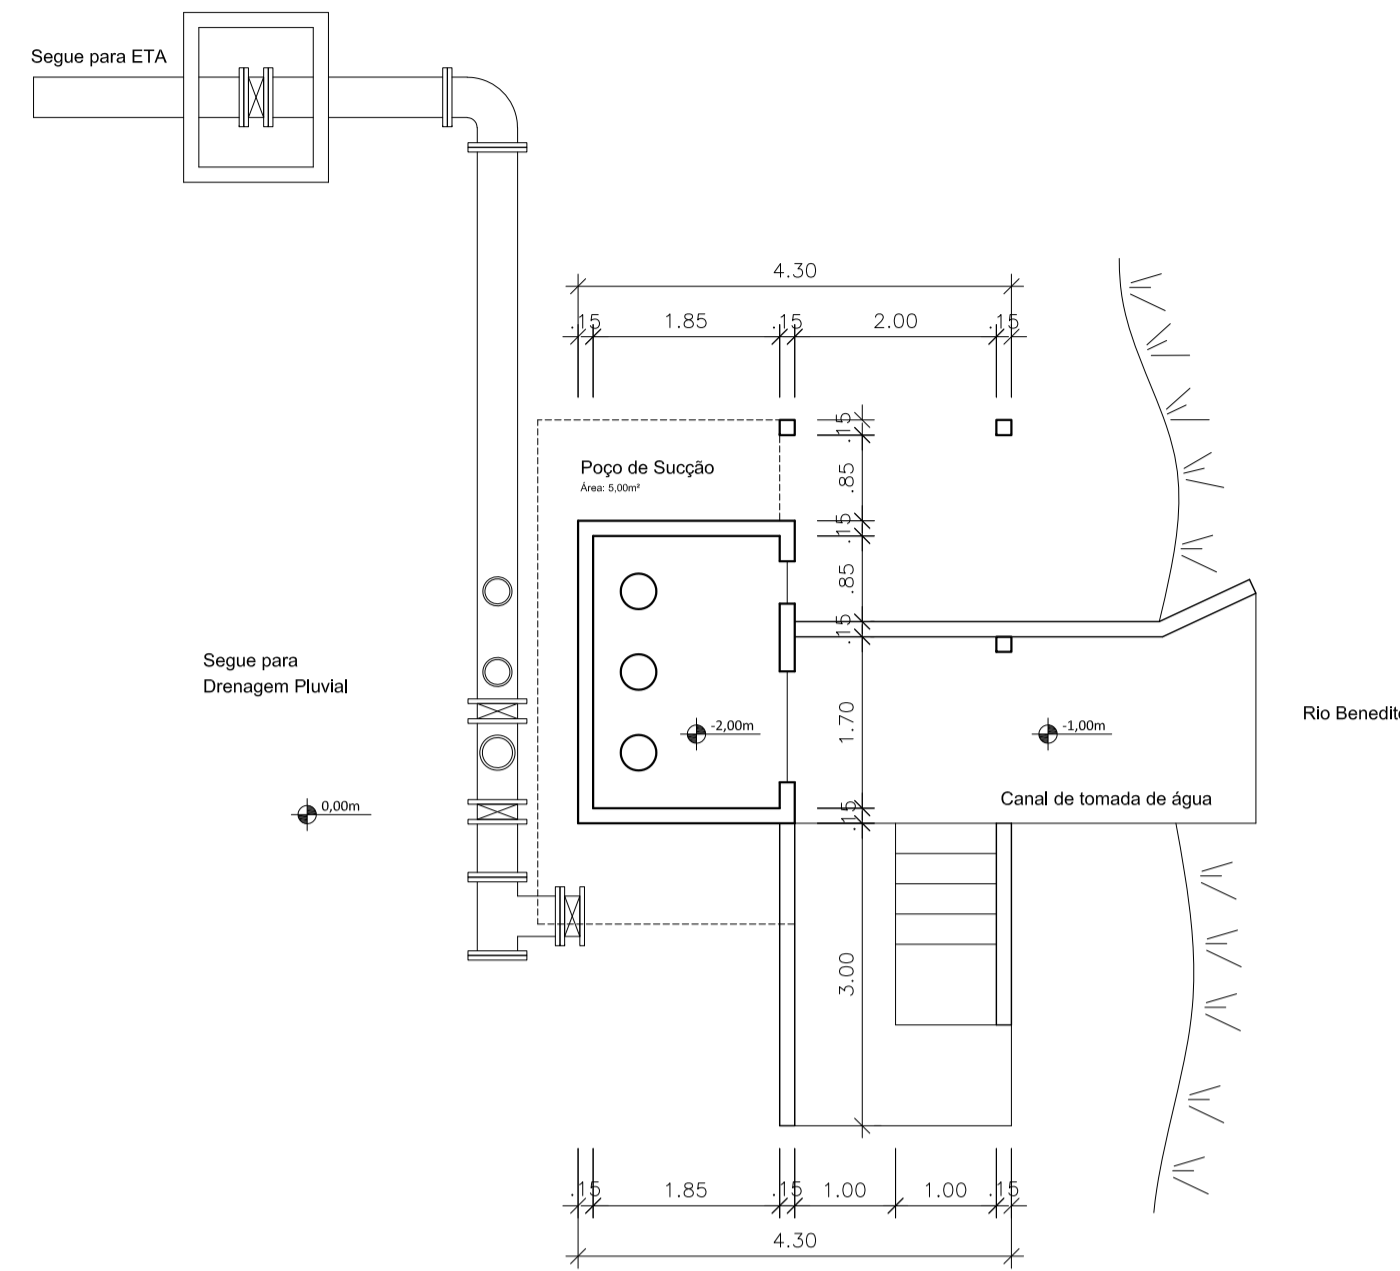 Segue para ETA
4.30
.15 1.85 .15 2.00 .15
.15
Poço de Sucção
Área: 5,00m²
.85
.15
.85
.15
Segue para
Drenagem Pluvial
1.70
-2,00m
-1,00m
Rio Benedito
0,00m
Canal de tomada de água
.15
3.00
.15 1.85 .15 1.00 1.00 .15
4.30